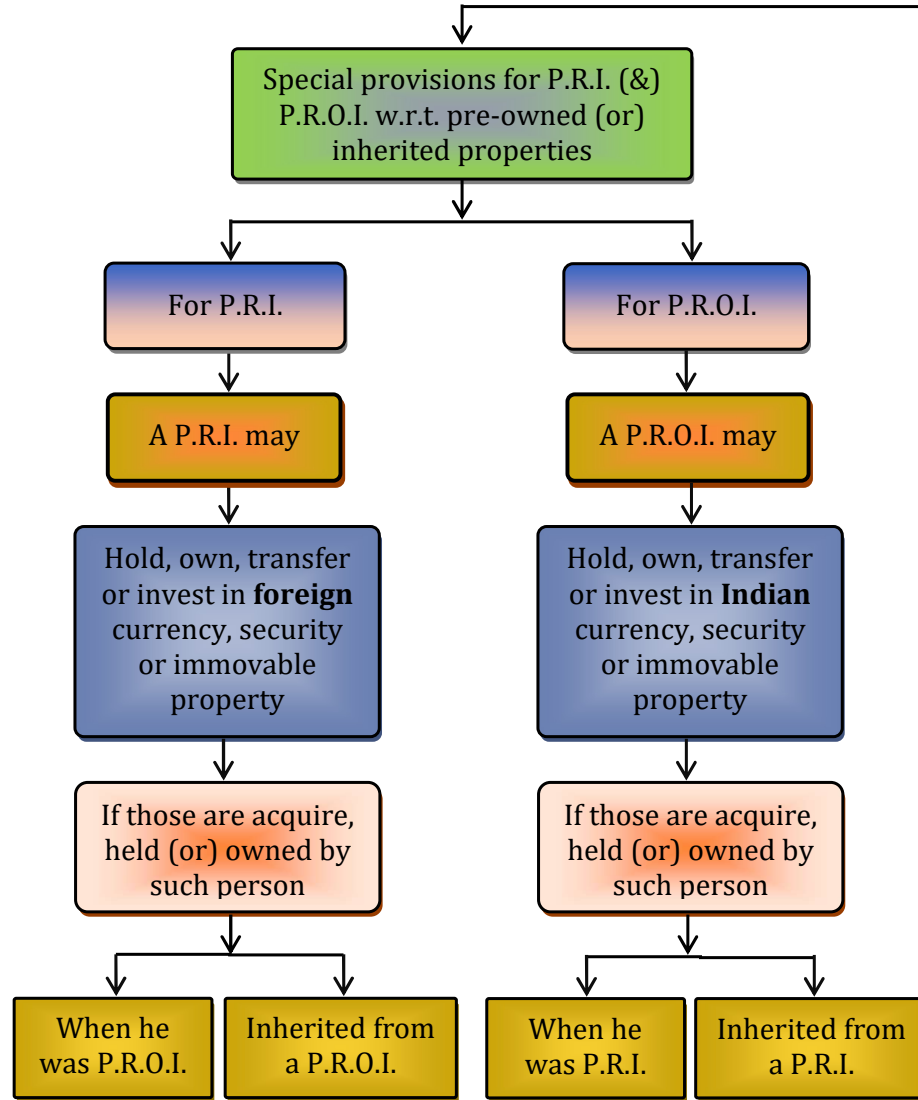 Special provisions for P.R.I. (&)
P.R.O.I. w.r.t. pre-owned (or)
inherited properties
For P.R.I.
For P.R.O.I.
A P.R.I. may
A P.R.O.I. may
Hold, own, transfer
or invest in foreign
currency, security
or immovable
property
Hold, own, transfer
or invest in Indian
currency, security
or immovable
property
If those are acquire,
held (or) owned by
such person
If those are acquire,
held (or) owned by
such person
When he
was P.R.O.I.
Inherited from
a P.R.O.I.
When he
was P.R.I.
Inherited from
a P.R.I.